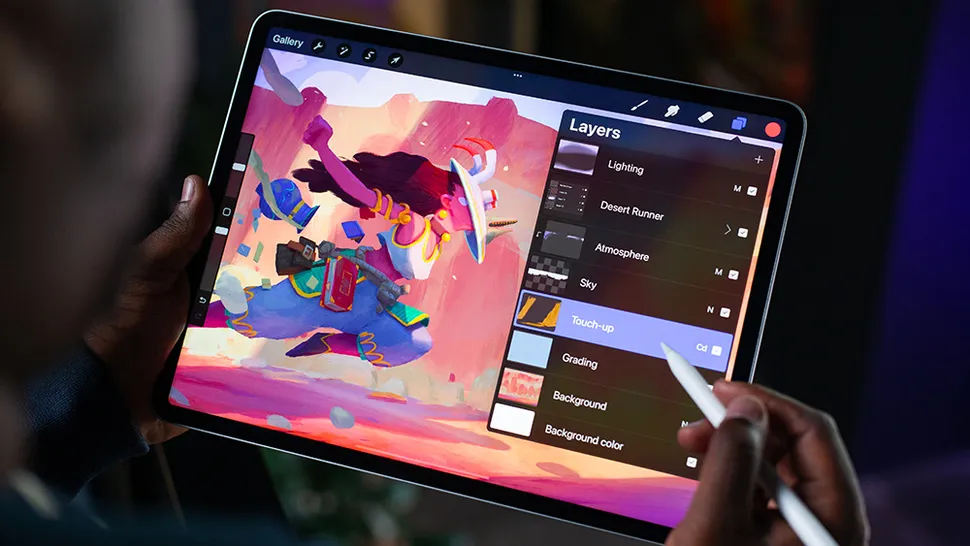 Gallery
Layers
Lighting
M
Desert Runner
Atmosphere
M
Sky
N
Touch-up
Cd
Grading
Background
N
Background color